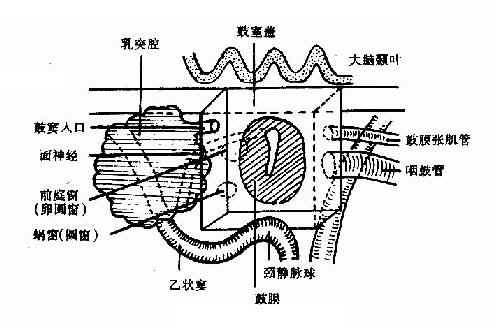 鼓室盖
乳突腔
大脑颞叶
鼓窦入口
鼓膜张肌管
面神经
咽鼓管
前庭窗
(卵圆窗)
蜗窗(圆窗)
乙状窦
颈静脉球
鼓膜